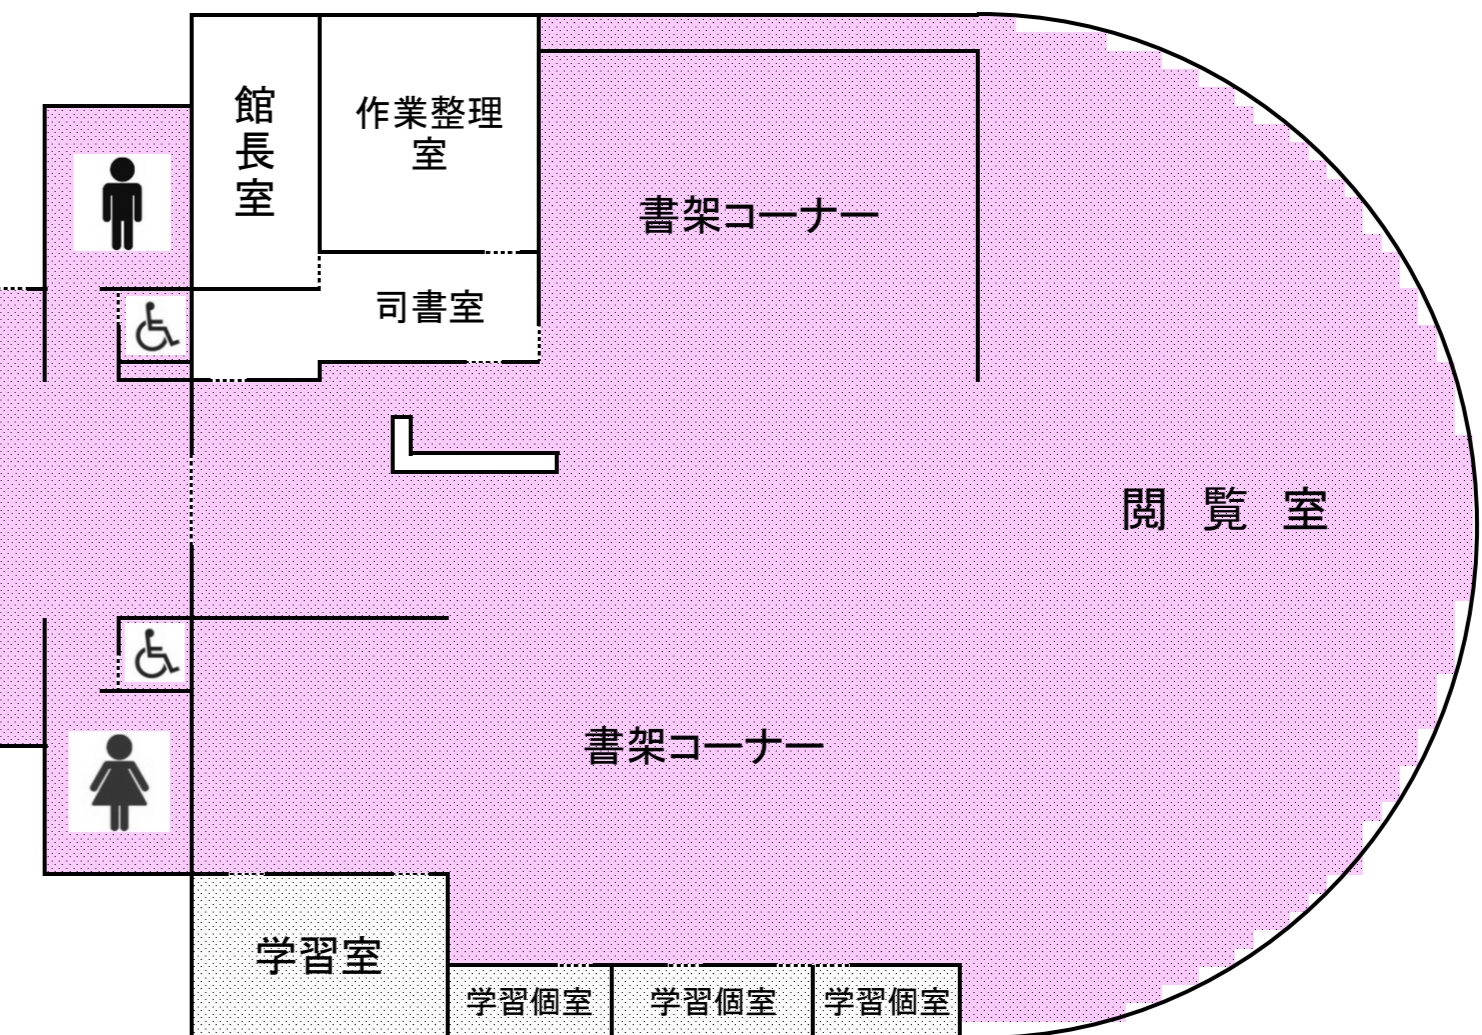 館
長
室
作業整理
室
書架コーナー
司書室
閲 覧 室
書架コーナー
学習室
学習個室
学習個室
学習個室